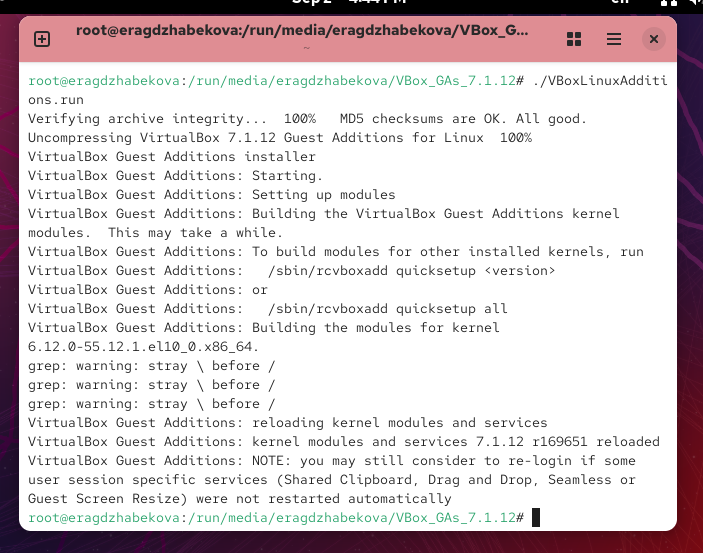 root@eragdzhabekova:/run/media/eragdzhabekova/VBox_G...
~
root@eragdzhabekova:/run/media/eragdzhabekova/VBox_GAs_7.1.12# ./VBoxLinuxAdditi
ons.run
Verifying archive integrity...  100%   MD5 checksums are OK. All good.
Uncompressing VirtualBox 7.1.12 Guest Additions for Linux  100%
VirtualBox Guest Additions installer
VirtualBox Guest Additions: Starting.
VirtualBox Guest Additions: Setting up modules
VirtualBox Guest Additions: Building the VirtualBox Guest Additions kernel
modules.  This may take a while.
VirtualBox Guest Additions: To build modules for other installed kernels, run
VirtualBox Guest Additions:   /sbin/rcvboxadd quicksetup <version>
VirtualBox Guest Additions: or
VirtualBox Guest Additions:   /sbin/rcvboxadd quicksetup all
VirtualBox Guest Additions: Building the modules for kernel
6.12.0-55.12.1.el10_0.x86_64.
grep: warning: stray \ before /
grep: warning: stray \ before /
grep: warning: stray \ before /
VirtualBox Guest Additions: reloading kernel modules and services
VirtualBox Guest Additions: kernel modules and services 7.1.12 r169651 reloaded
VirtualBox Guest Additions: NOTE: you may still consider to re-login if some
user session specific services (Shared Clipboard, Drag and Drop, Seamless or
Guest Screen Resize) were not restarted automatically
root@eragdzhabekova:/run/media/eragdzhabekova/VBox_GAs_7.1.12#